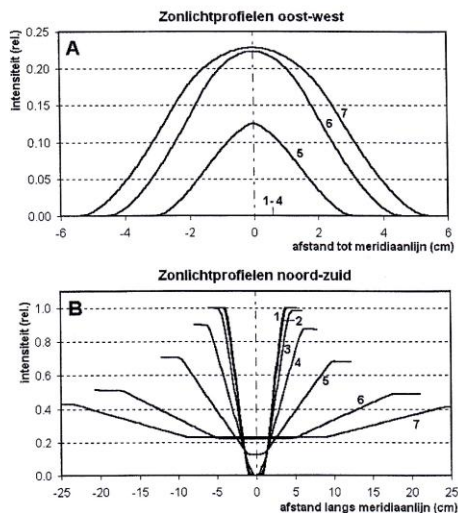 Zonlichtprofielen oost-west
intensiteit (rel.)
A
0.25
0.20
0.15
0.10
0.05
0.00
7
6
5
1-4
-6 -4 -2 0 2 4 6
afstand tot meridiaanlijn (cm)
Zonlichtprofielen noord-zuid
intensiteit (rel.)
B
1.0
0.8
0.6
0.4
0.2
0.0
1
2
3
4
5
6
7
-25 -20 -15 -10 -5 0 5 10 15 20 25
afstand langs meridiaanlijn (cm)